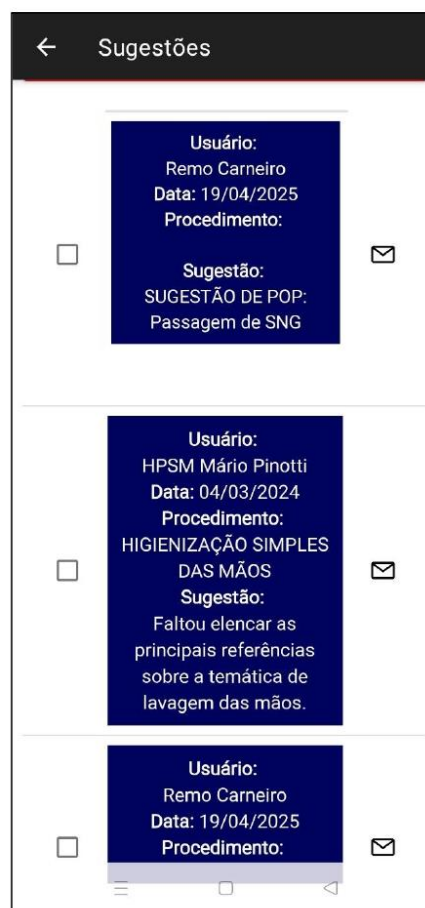 Sugestões
Usuário:
Remo Carneiro
Data: 19/04/2025
Procedimento:
Sugestão:
SUGESTÃO DE POP:
Passagem de SNG
Usuário:
HPSM Mário Pinotti
Data: 04/03/2024
Procedimento:
HIGIENIZAÇÃO SIMPLES
DAS MÃOS
Sugestão:
Faltou elencar as
principais referências
sobre a temática de
lavagem das mãos.
Usuário:
Remo Carneiro
Data: 19/04/2025
Procedimento: